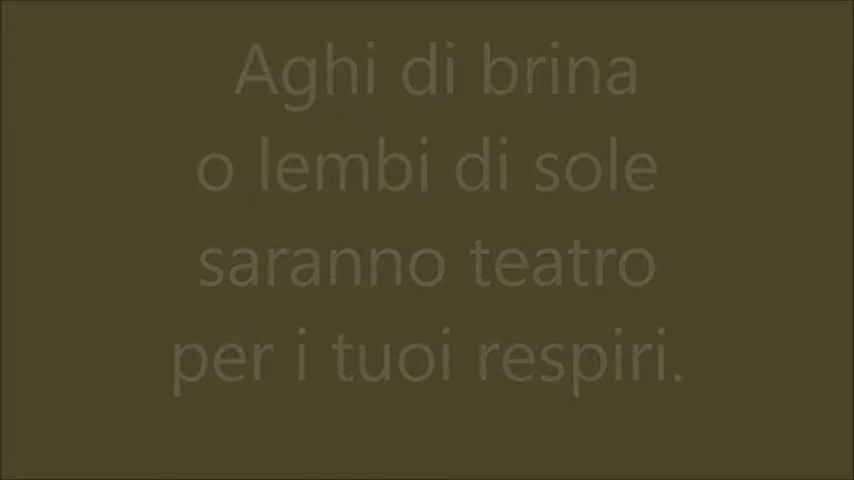 Aghi di brina
o lembi di sole
saranno teatro
per i tuoi respiri.